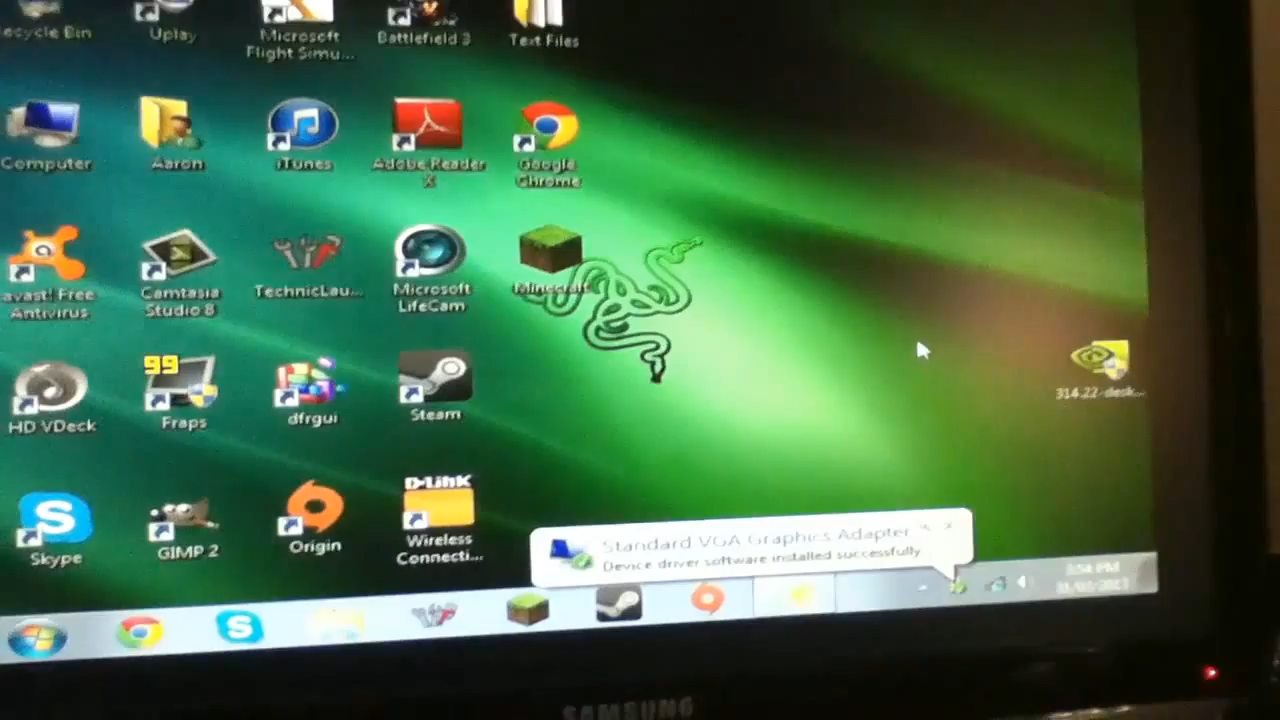 ecycle Bin
Uplay
Microsoft
Flight Simu...
Battlefield 3
Text Files
Computer
Aaron
iTunes
Adobe Reader
X
Google
Chrome
avast! Free
Antivirus
Camtasia
Studio 8
TechnicLau...
Microsoft
LifeCam
Minecraft
HD VDeck
99
Fraps
dfrgui
Steam
314.22-desk...
Skype
GIMP 2
Origin
D-Link
Wireless
Connecti...
Standard VGA Graphics Adapter
Device driver software installed successfully
SAMSUNG